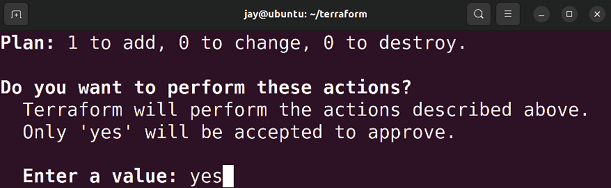 jay@ubuntu: ~/terraform
Plan: 1 to add, 0 to change, 0 to destroy.
Do you want to perform these actions?
Terraform will perform the actions described above.
Only 'yes' will be accepted to approve.
Enter a value: yes